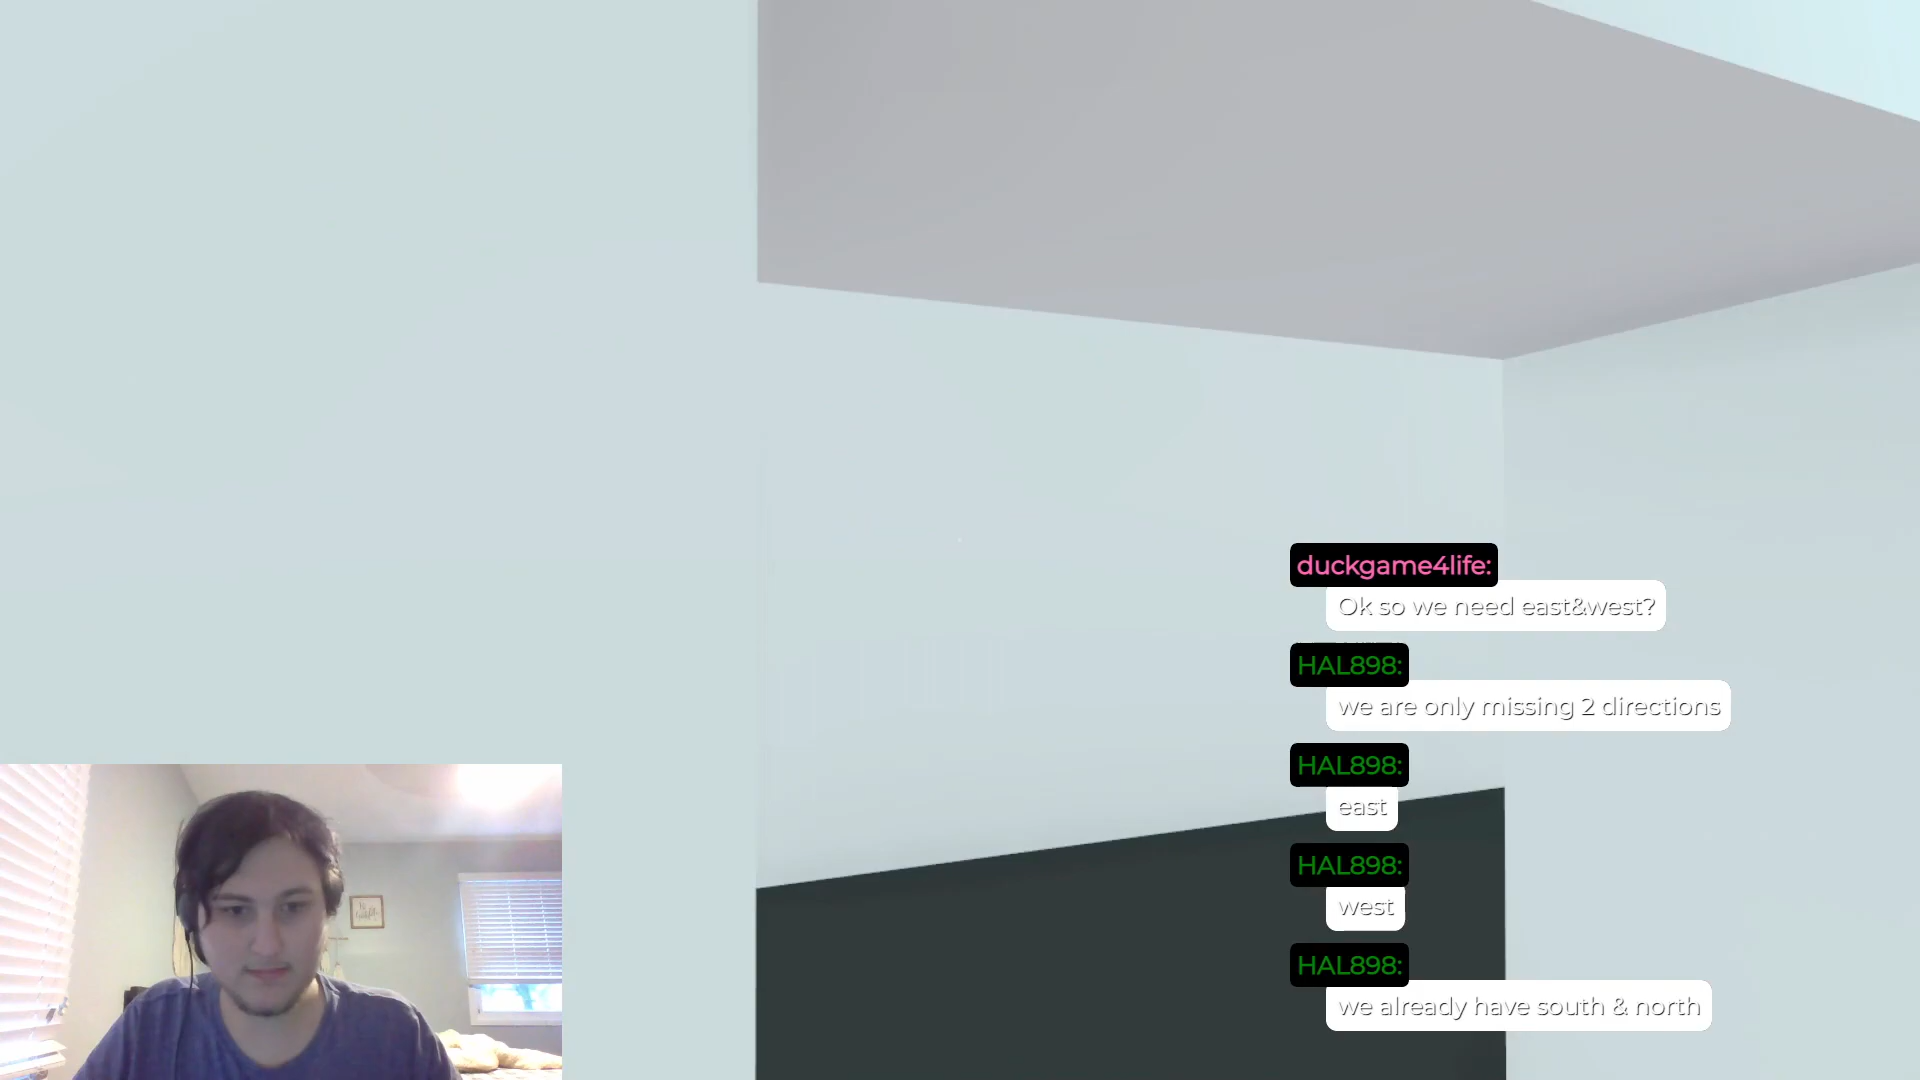 duckgame4life:
Ok so we need east&west?
HAL898:
we are only missing 2 directions
HAL898:
east
HAL898:
west
HAL898:
we already have south & north